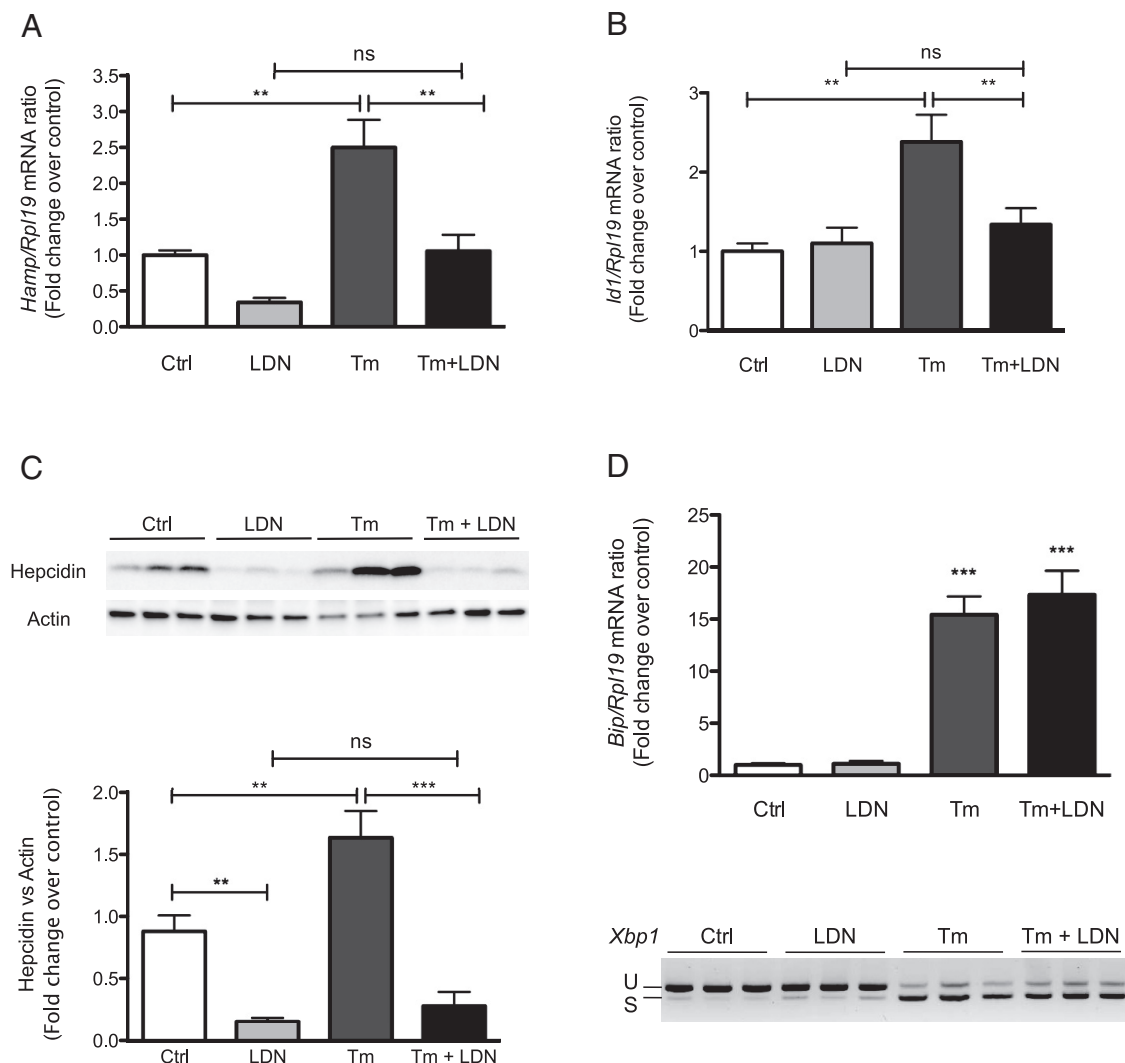 A
Hamp/Rpl19 mRNA ratio
(Fold change over control)
3.5
3.0
2.5
2.0
1.5
1.0
0.5
0.0
ns
** **
Ctrl LDN Tm Tm+LDN
B
Id1/Rpl19 mRNA ratio
(Fold change over control)
3
2
1
0
ns
** **
Ctrl LDN Tm Tm+LDN
C
Ctrl LDN Tm Tm + LDN
Hepcidin
Actin
Hepcidin vs Actin
(Fold change over control)
2.0
1.5
1.0
0.5
0.0
ns
** ***
**
Ctrl LDN Tm Tm + LDN
D
Bip/Rpl19 mRNA ratio
(Fold change over control)
25
20
15
10
5
0
***
***
Ctrl LDN Tm Tm+LDN
Xbp1 Ctrl LDN Tm Tm + LDN
U
S